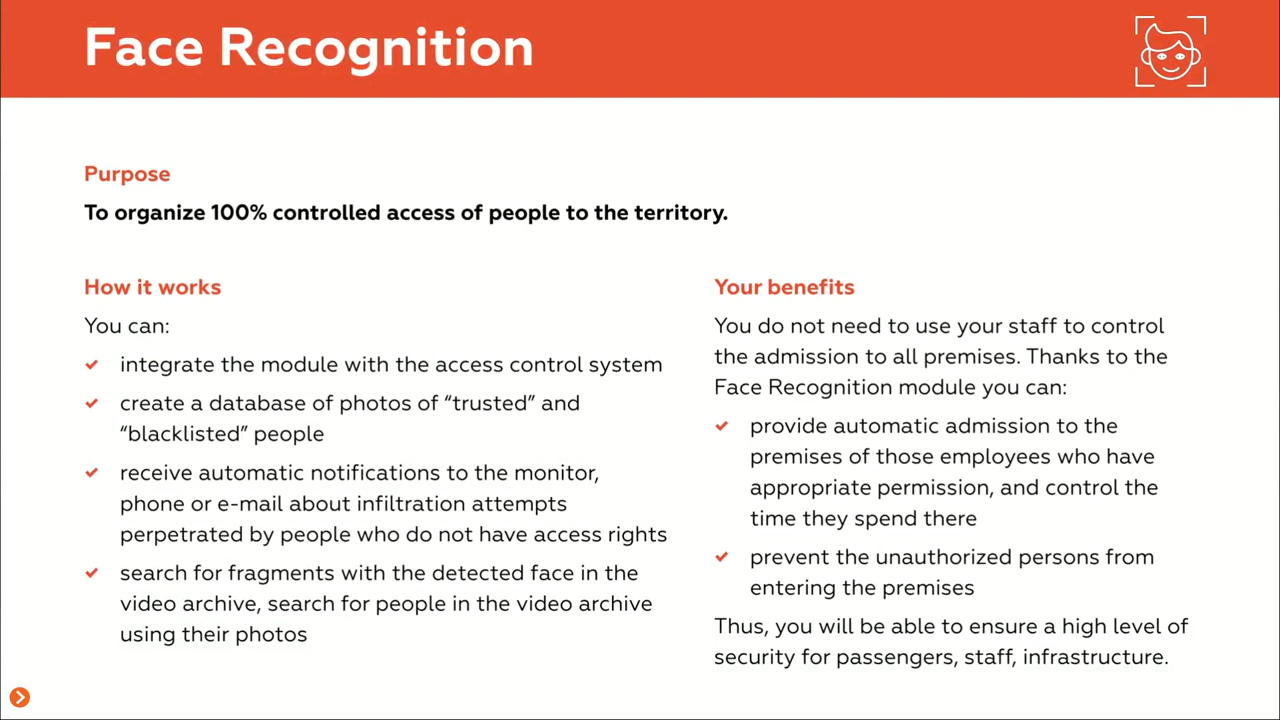 Face Recognition
Purpose
To organize 100% controlled access of people to the territory.
How it works
You can:
integrate the module with the access control system
create a database of photos of “trusted” and
“blacklisted” people
receive automatic notifications to the monitor,
phone or e-mail about infiltration attempts
perpetrated by people who do not have access rights
search for fragments with the detected face in the
video archive, search for people in the video archive
using their photos
Your benefits
You do not need to use your staff to control
the admission to all premises. Thanks to the
Face Recognition module you can:
provide automatic admission to the
premises of those employees who have
appropriate permission, and control the
time they spend there
prevent the unauthorized persons from
entering the premises
Thus, you will be able to ensure a high level of
security for passengers, staff, infrastructure.